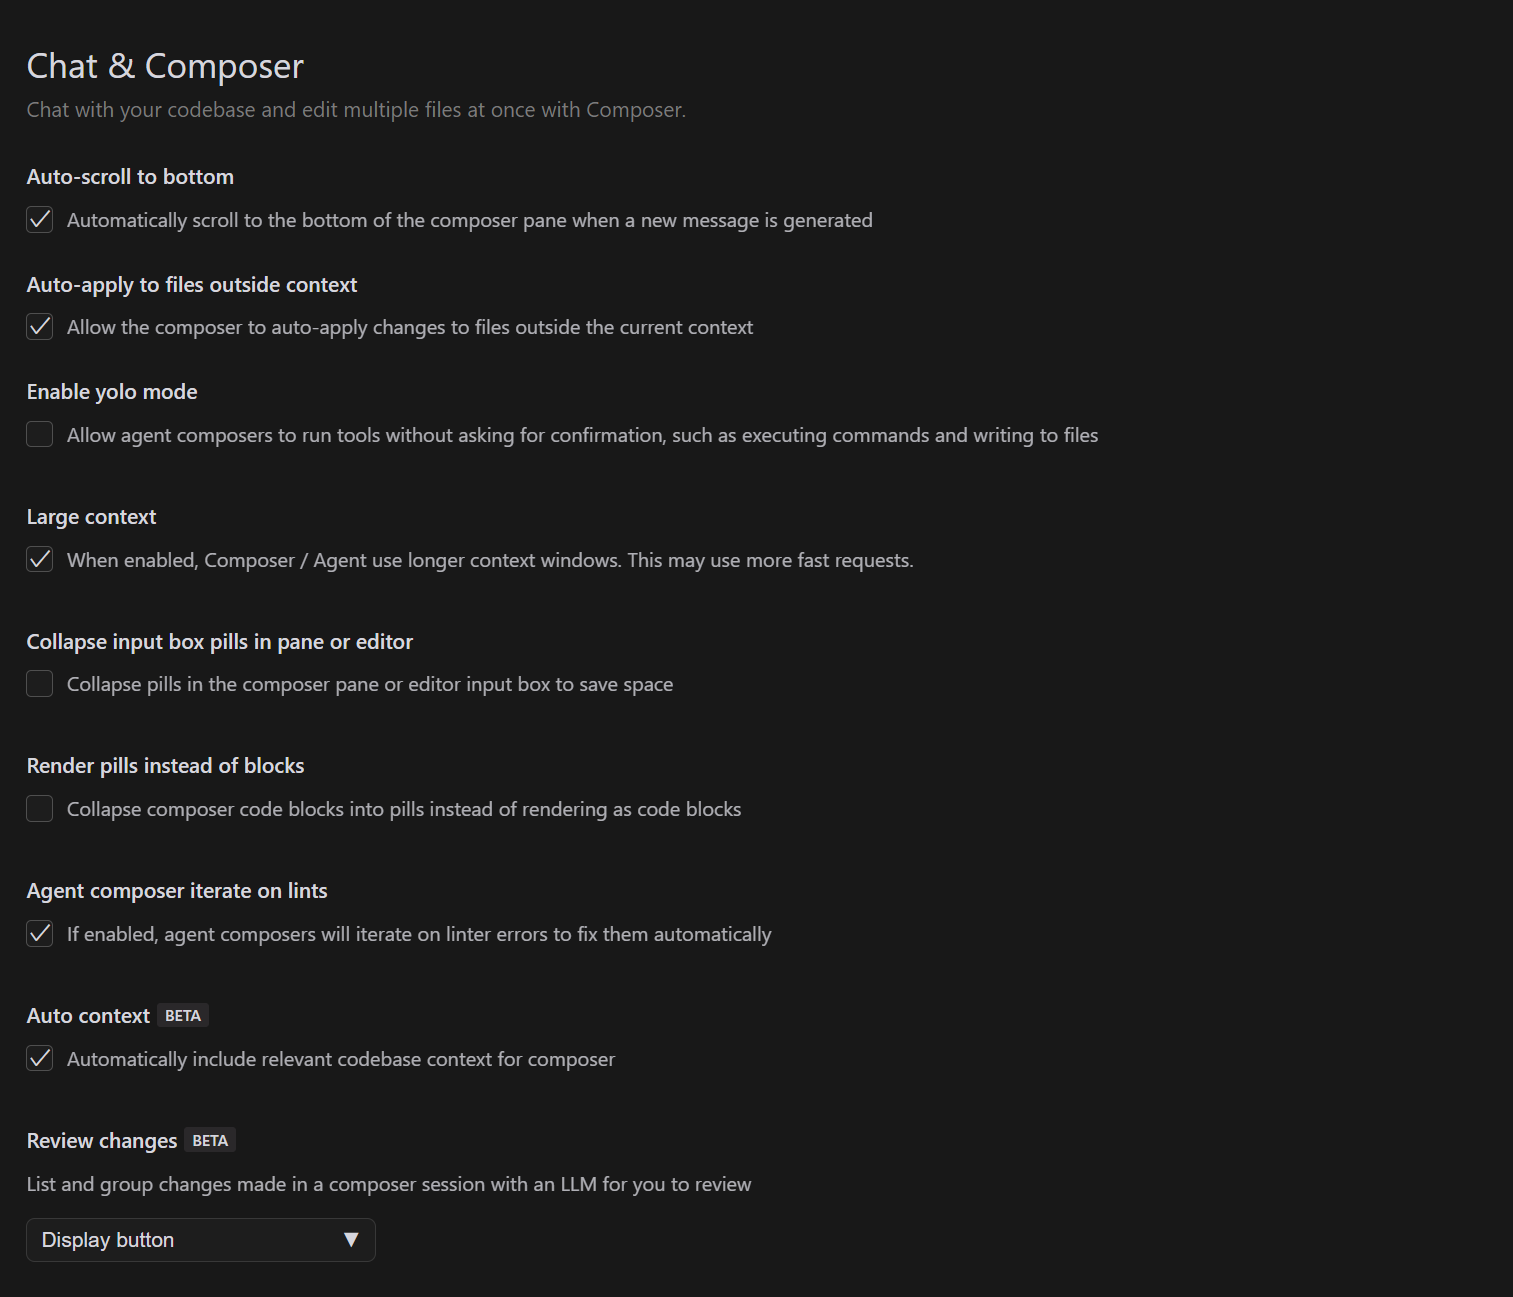 Chat & Composer
Chat with your codebase and edit multiple files at once with Composer.
Auto-scroll to bottom
Automatically scroll to the bottom of the composer pane when a new message is generated
Auto-apply to files outside context
Allow the composer to auto-apply changes to files outside the current context
Enable yolo mode
Allow agent composers to run tools without asking for confirmation, such as executing commands and writing to files
Large context
When enabled, Composer / Agent use longer context windows. This may use more fast requests.
Collapse input box pills in pane or editor
Collapse pills in the composer pane or editor input box to save space
Render pills instead of blocks
Collapse composer code blocks into pills instead of rendering as code blocks
Agent composer iterate on lints
If enabled, agent composers will iterate on linter errors to fix them automatically
Auto context BETA
Automatically include relevant codebase context for composer
Review changes BETA
List and group changes made in a composer session with an LLM for you to review
Display button